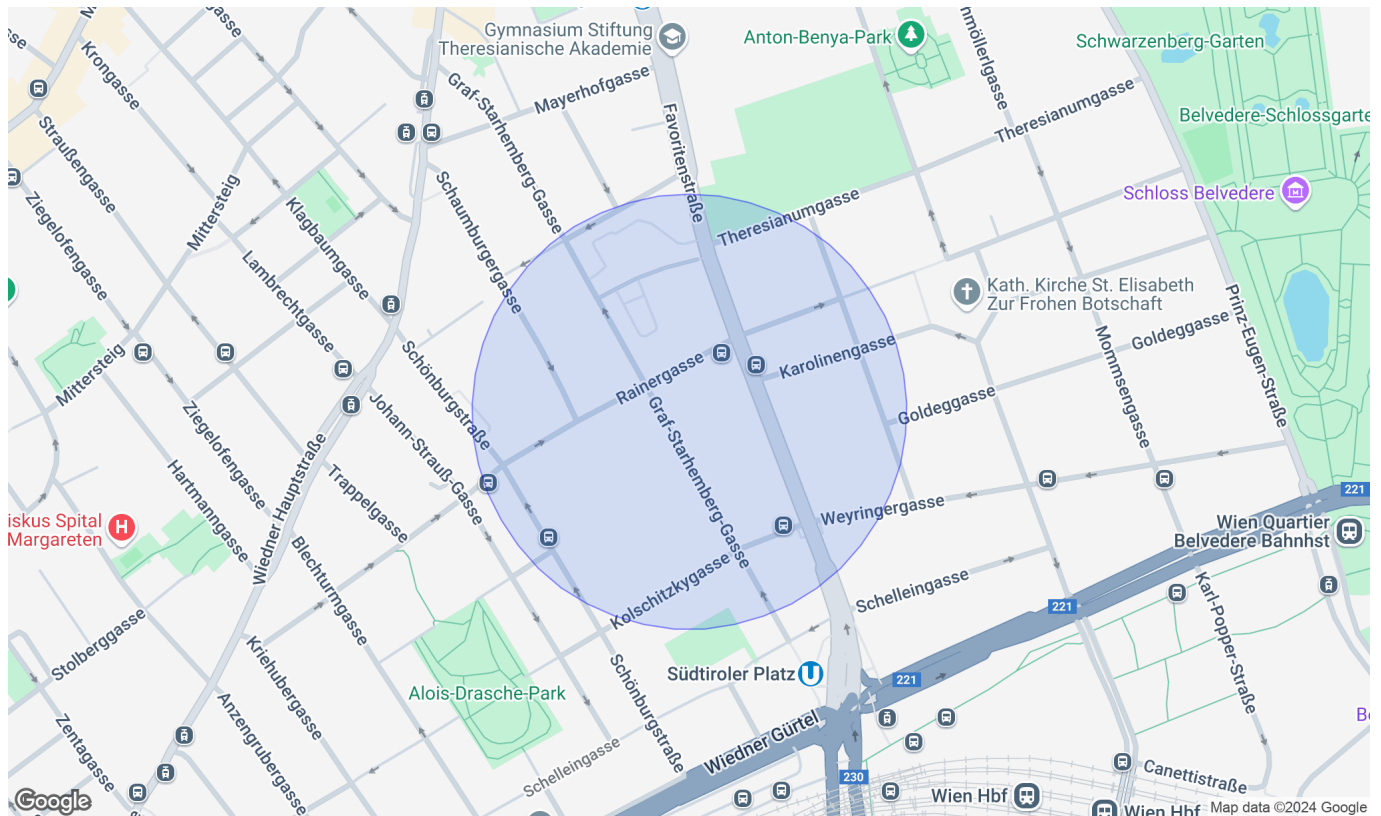 Gymnasium Stiftung
Theresianische Akademie
Anton-Benya-Park
Schwarzenberg-Garten
Krongasse
Graf-Starhemberg-Gasse
Mayerhofgasse
Favoritenstraße
Theresianumgasse
Belvedere-Schlossgarte
Straußengasse
Mittersteig
Schaumburgergasse
Schloss Belvedere
Ziegelofengasse
Klagbaumgasse
Theresianumgasse
Lambrechtgasse
Kath. Kirche St. Elisabeth
Zur Frohen Botschaft
Prinz-Eugen-Straße
Goldeggasse
Mommsengasse
Mittersteig
Schönburgstraße
Rainergasse
Karolinengasse
Goldeggasse
Johann-Strauß-Gasse
Graf-Starhemberg-Gasse
Ziegelofengasse
Wiedner Hauptstraße
Trappelgasse
Hartmanngasse
Weyringergasse
221
iskus Spital
Margareten
H
Wien Quartier
Belvedere Bahnhst
Blechturmgasse
Kolschitzkygasse
Schelleingasse
221
Karl-Popper-Straße
Stolberggasse
Kriehubergasse
Südtiroler Platz
U
221
Alois-Drasche-Park
Schönburgstraße
Anzengrubergasse
Zentagasse
Wiedner Gürtel
Schelleingasse
230
Canettistraße
Wien Hbf
Wien Hbf
Google
Map data ©2024 Google